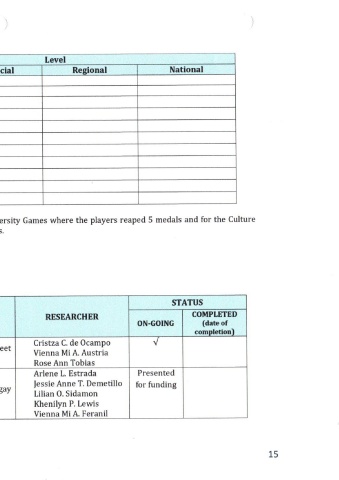 Level
cial Regional National
ersity Games where the players reaped 5 medals and for the Culture
s.
STATUS
RESEARCHER ON-GOING COMPLETED
(date of
completion)
eet Cristza C. de Ocampo √
Vienna Mi A. Austria
Rose Ann Tobias
gay Arlene L. Estrada Presented
Jessie Anne T. Demetillo for funding
Lilian O. Sidamon
Khenilyn P. Lewis
Vienna Mi A. Feranil
15